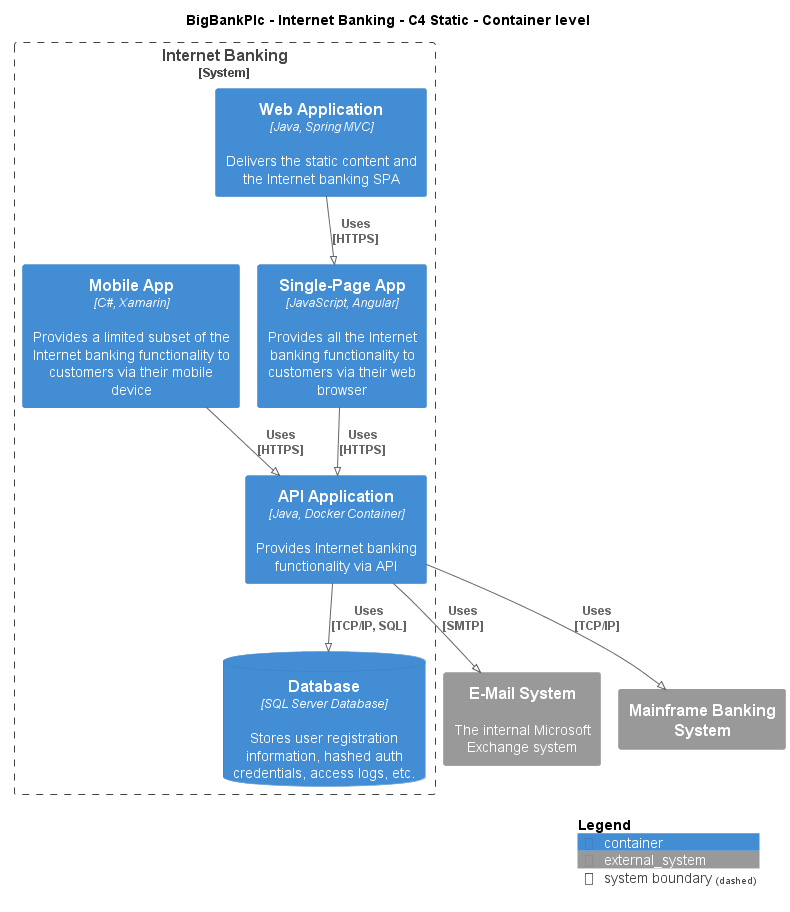 BigBankPlc - Internet Banking - C4 Static - Container level
Internet Banking
[System]
Web Application
[Java, Spring MVC]
Delivers the static content and
the Internet banking SPA
Uses
[HTTPS]
Mobile App
[C#, Xamarin]
Provides a limited subset of the
Internet banking functionality to
customers via their mobile
device
Single-Page App
[JavaScript, Angular]
Provides all the Internet
banking functionality to
customers via their web
browser
Uses
[HTTPS]
Uses
[HTTPS]
API Application
[Java, Docker Container]
Provides Internet banking
functionality via API
Uses
[TCP/IP, SQL]
Uses
[SMTP]
Uses
[TCP/IP]
Database
[SQL Server Database]
Stores user registration
information, hashed auth
credentials, access logs, etc.
E-Mail System
The internal Microsoft
Exchange system
Mainframe Banking
System
Legend
container
external_system
system boundary (dashed)